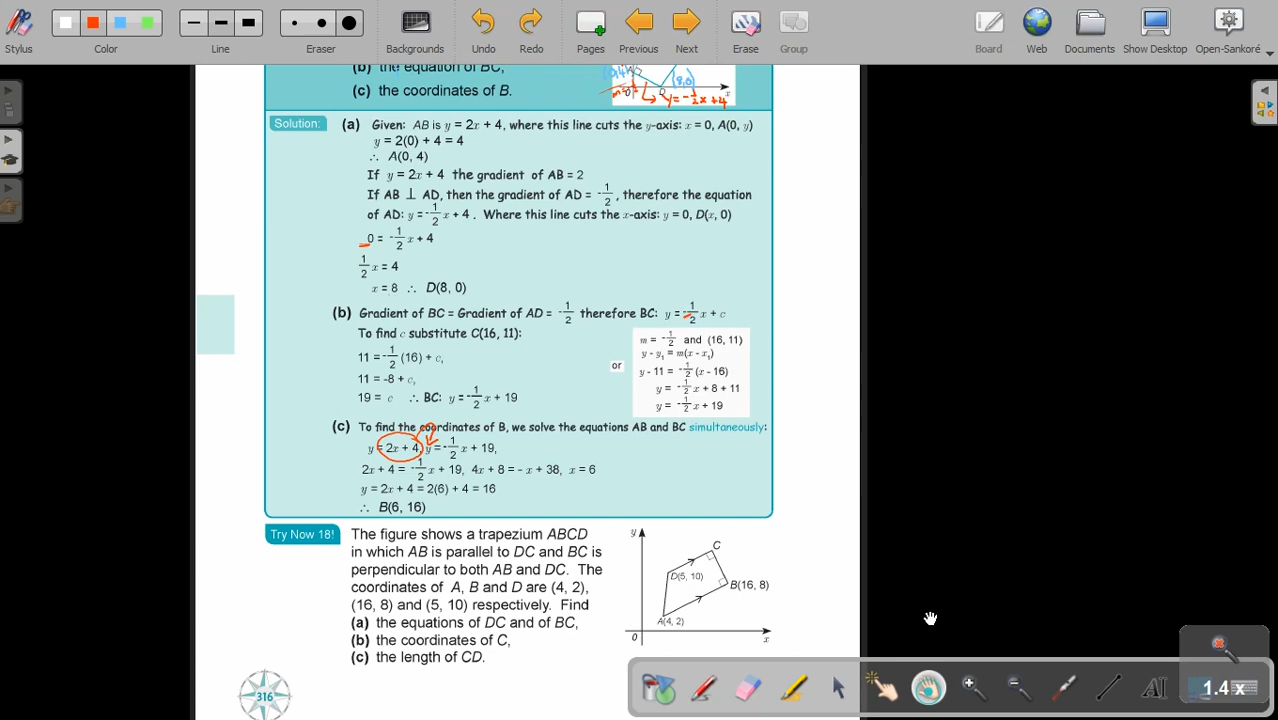 Stylus
Color
Line
Eraser
Backgrounds
Undo
Redo
Pages
Previous
Next
Erase
Group
Board
Web
Documents
Show Desktop
Open-Sankoré
(b) the equation of BC,
(c) the coordinates of B.
(8,0)
y = -1/2x + 4
D
x
Solution:
(a) Given: AB is y = 2x + 4, where this line cuts the y-axis: x = 0, A(0, y)
y = 2(0) + 4 = 4
∴ A(0, 4)
If y = 2x + 4 the gradient of AB = 2
If AB ⊥ AD, then the gradient of AD = -1/2, therefore the equation
of AD: y = -1/2x + 4. Where this line cuts the x-axis: y = 0, D(x, 0)
0 = -1/2x + 4
1/2x = 4
x = 8 ∴ D(8, 0)
(b) Gradient of BC = Gradient of AD = -1/2 therefore BC: y = -1/2x + c
To find c substitute C(16, 11):
11 = -1/2(16) + c,
11 = -8 + c,
19 = c ∴ BC: y = -1/2x + 19
or
m = -1/2 and (16, 11)
y - y₁ = m(x - x₁)
y - 11 = -1/2(x - 16)
y = -1/2x + 8 + 11
y = -1/2x + 19
(c) To find the coordinates of B, we solve the equations AB and BC simultaneously:
y = 2x + 4, y = -1/2x + 19,
2x + 4 = -1/2x + 19, 4x + 8 = - x + 38, x = 6
y = 2x + 4 = 2(6) + 4 = 16
∴ B(6, 16)
Try Now 18!
The figure shows a trapezium ABCD
in which AB is parallel to DC and BC is
perpendicular to both AB and DC. The
coordinates of A, B and D are (4, 2),
(16, 8) and (5, 10) respectively. Find
(a) the equations of DC and of BC,
(b) the coordinates of C,
(c) the length of CD.
y
C
D(5, 10)
B(16, 8)
A(4, 2)
0
x
316
1.4 x